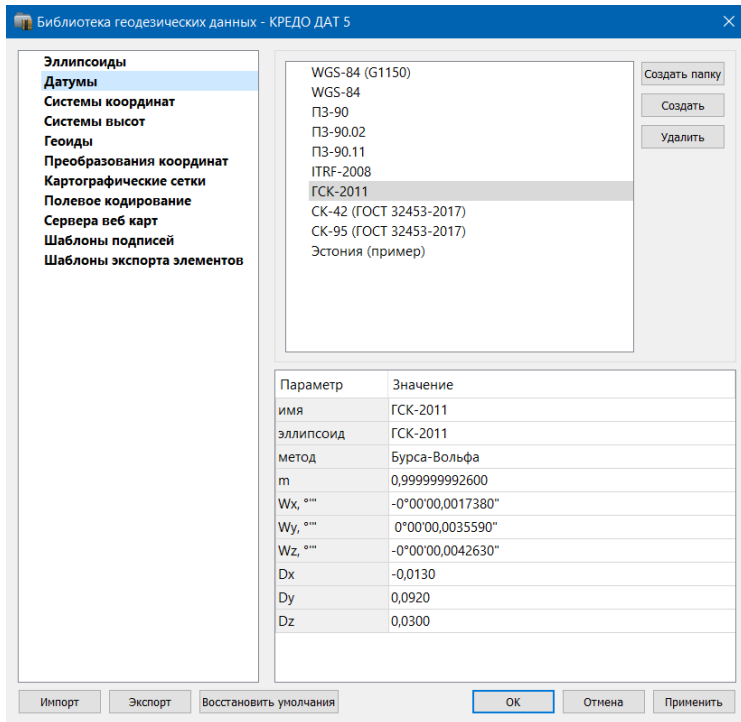 Библиотека геодезических данных - КРЕДО ДАТ 5
Эллипсоиды
Датумы
Системы координат
Системы высот
Геоиды
Преобразования координат
Картографические сетки
Полевое кодирование
Сервера веб карт
Шаблоны подписей
Шаблоны экспорта элементов
WGS-84 (G1150)
WGS-84
ПЗ-90
ПЗ-90.02
ПЗ-90.11
ITRF-2008
ГСК-2011
СК-42 (ГОСТ 32453-2017)
СК-95 (ГОСТ 32453-2017)
Эстония (пример)
Создать папку
Создать
Удалить
Параметр Значение
имя ГСК-2011
эллипсоид ГСК-2011
метод Бурса-Вольфа
m 0,999999992600
Wx, °'" -0°00'00,0017380"
Wy, °'" 0°00'00,0035590"
Wz, °'" -0°00'00,0042630"
Dx -0,0130
Dy 0,0920
Dz 0,0300
Импорт Экспорт Восстановить умолчания ОК Отмена Применить